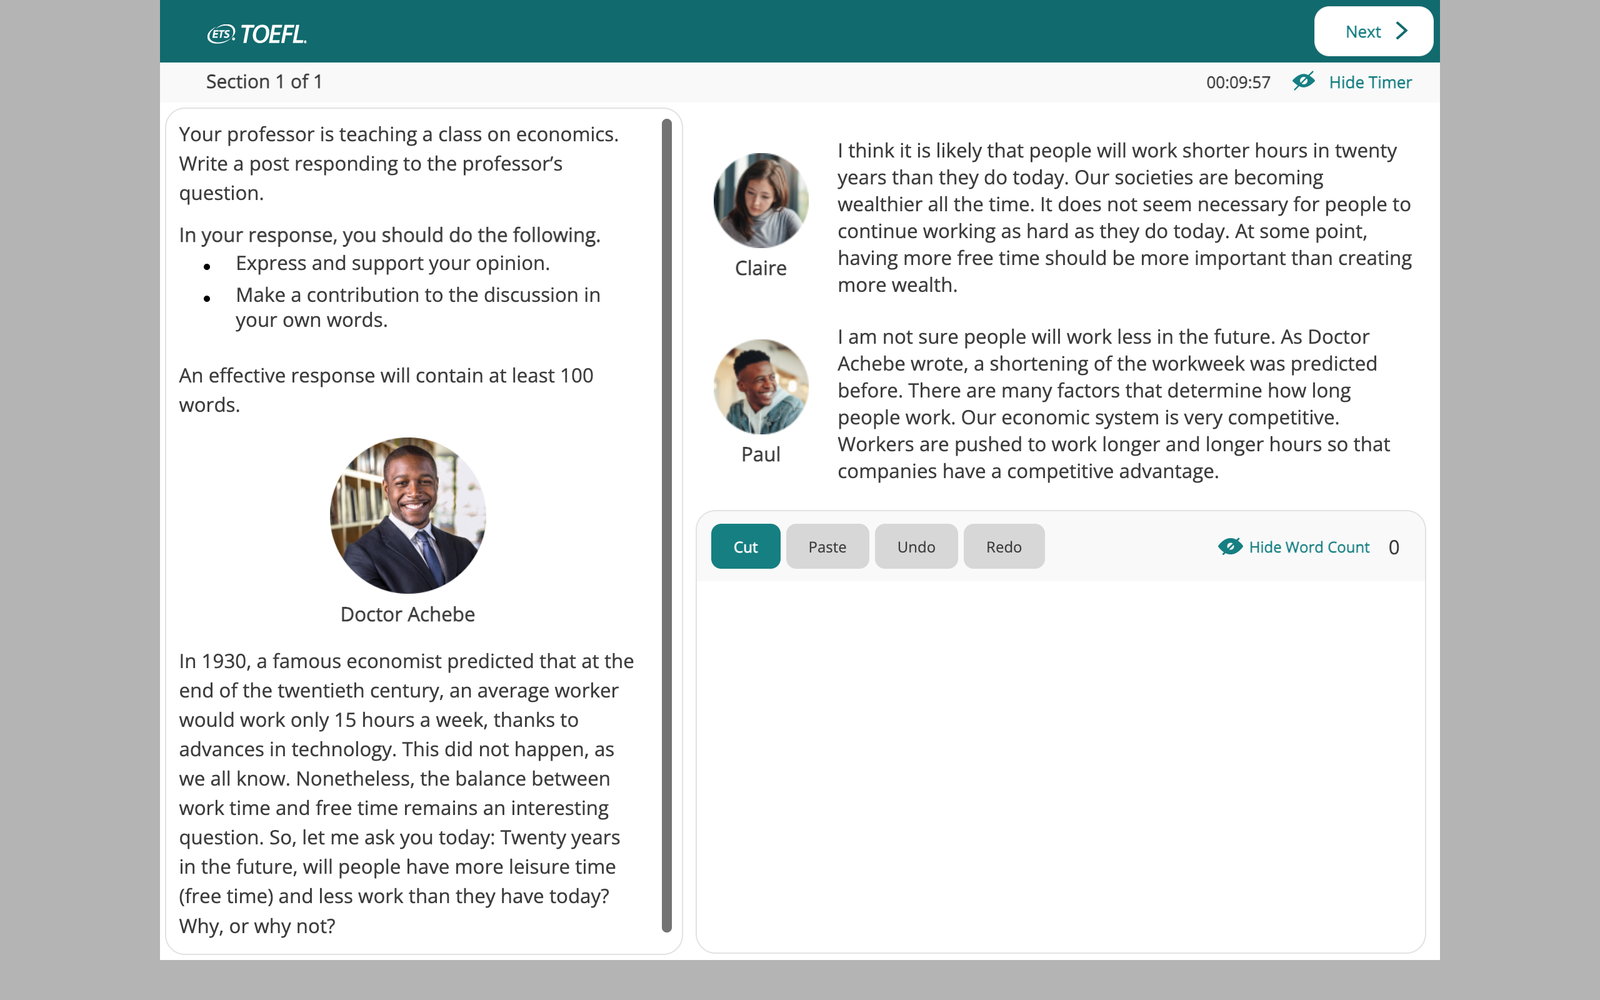 ETS TOEFL.
Next
Section 1 of 1
00:09:57
Hide Timer
Your professor is teaching a class on economics.
Write a post responding to the professor’s
question.
In your response, you should do the following.
• Express and support your opinion.
• Make a contribution to the discussion in
your own words.
An effective response will contain at least 100
words.
Doctor Achebe
In 1930, a famous economist predicted that at the
end of the twentieth century, an average worker
would work only 15 hours a week, thanks to
advances in technology. This did not happen, as
we all know. Nonetheless, the balance between
work time and free time remains an interesting
question. So, let me ask you today: Twenty years
in the future, will people have more leisure time
(free time) and less work than they have today?
Why, or why not?
I think it is likely that people will work shorter hours in twenty
years than they do today. Our societies are becoming
wealthier all the time. It does not seem necessary for people to
continue working as hard as they do today. At some point,
having more free time should be more important than creating
more wealth.
Claire
I am not sure people will work less in the future. As Doctor
Achebe wrote, a shortening of the workweek was predicted
before. There are many factors that determine how long
people work. Our economic system is very competitive.
Workers are pushed to work longer and longer hours so that
companies have a competitive advantage.
Paul
Cut
Paste
Undo
Redo
Hide Word Count
0